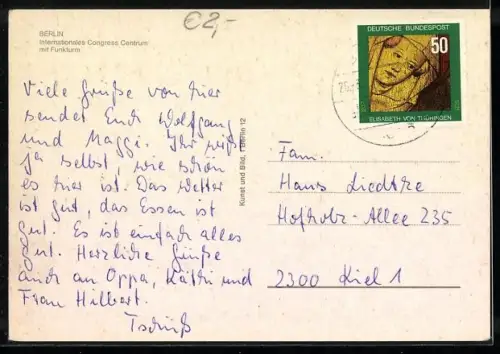 €2,-
BERLIN
Internationales Congress Centrum
mit Funkturm
Viele Grüße von hier
sendet Euch Wolfgang
und Maggi. Ihr wißt
ja selbst, wie schön
es hier ist. Das Wetter
ist gut, das Essen ist
gut. Es ist einfach alles
gut. Herzliche Grüße
auch an Oppa, Käthi und
Frau Hilbert.
Tschüß
Kunst und Bild, 1 Berlin 12
DEUTSCHE BUNDESPOST
50
ELISABETH VON THÜRINGEN
Fam.
Hans Liedtke
Hofholz-Allee 235
2300 Kiel 1